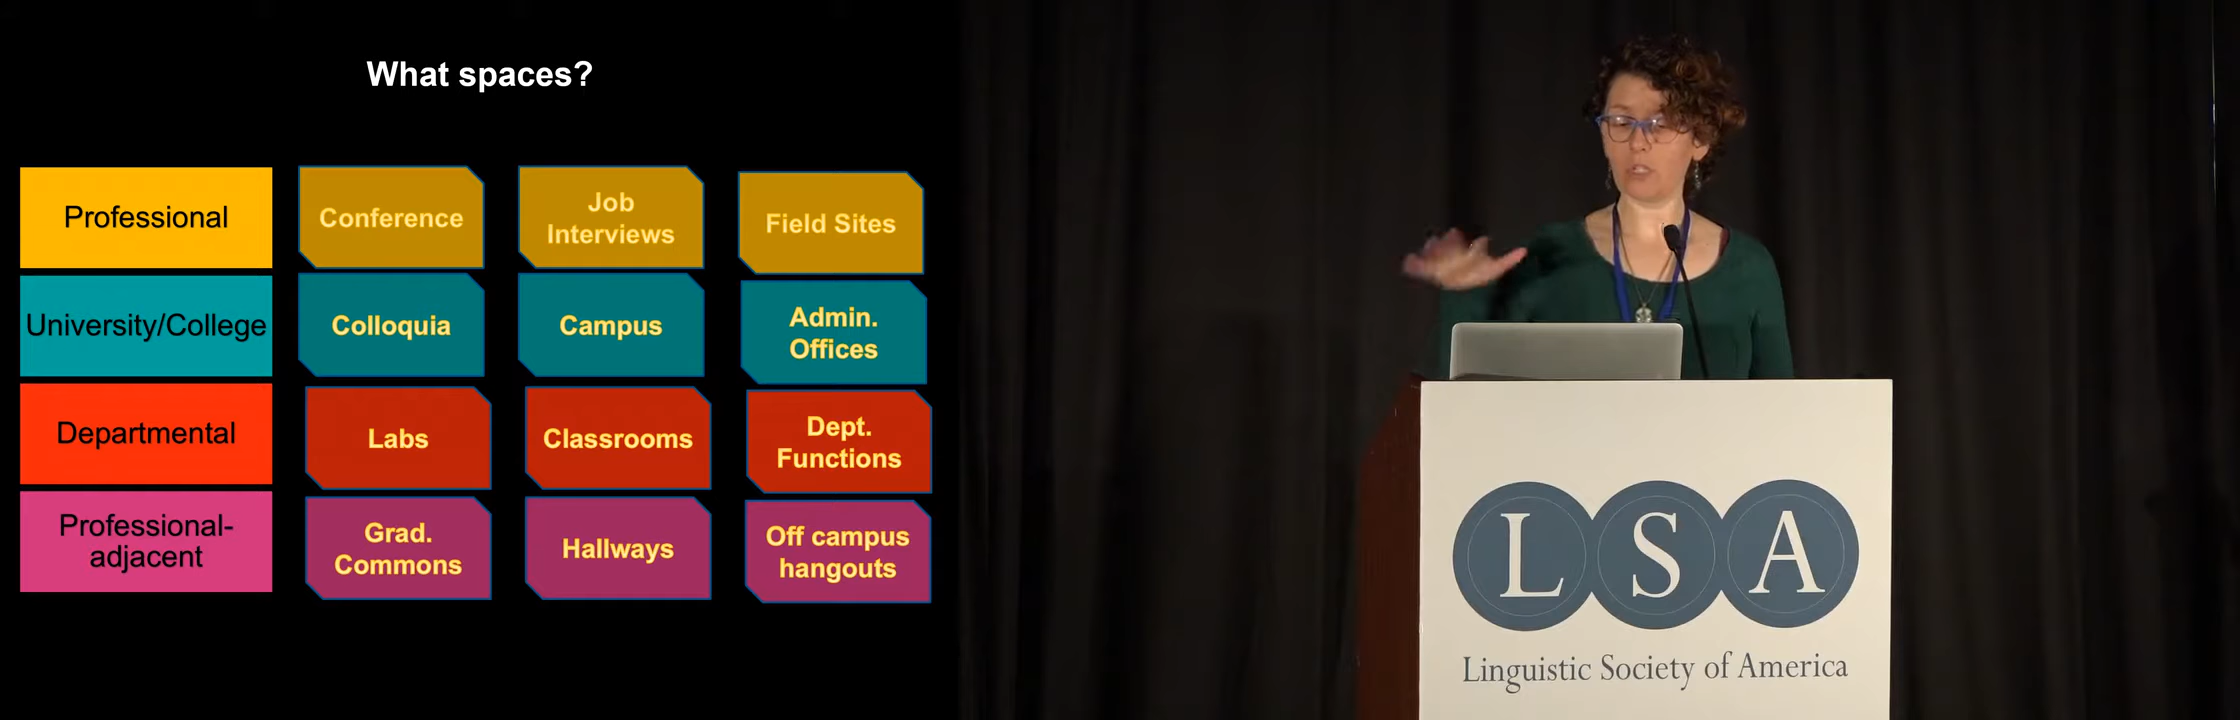 What spaces?
Professional
Conference
Job
Interviews
Field Sites
University/College
Colloquia
Campus
Admin.
Offices
Departmental
Labs
Classrooms
Dept.
Functions
Professional-
adjacent
Grad.
Commons
Hallways
Off campus
hangouts
LSA
Linguistic Society of America